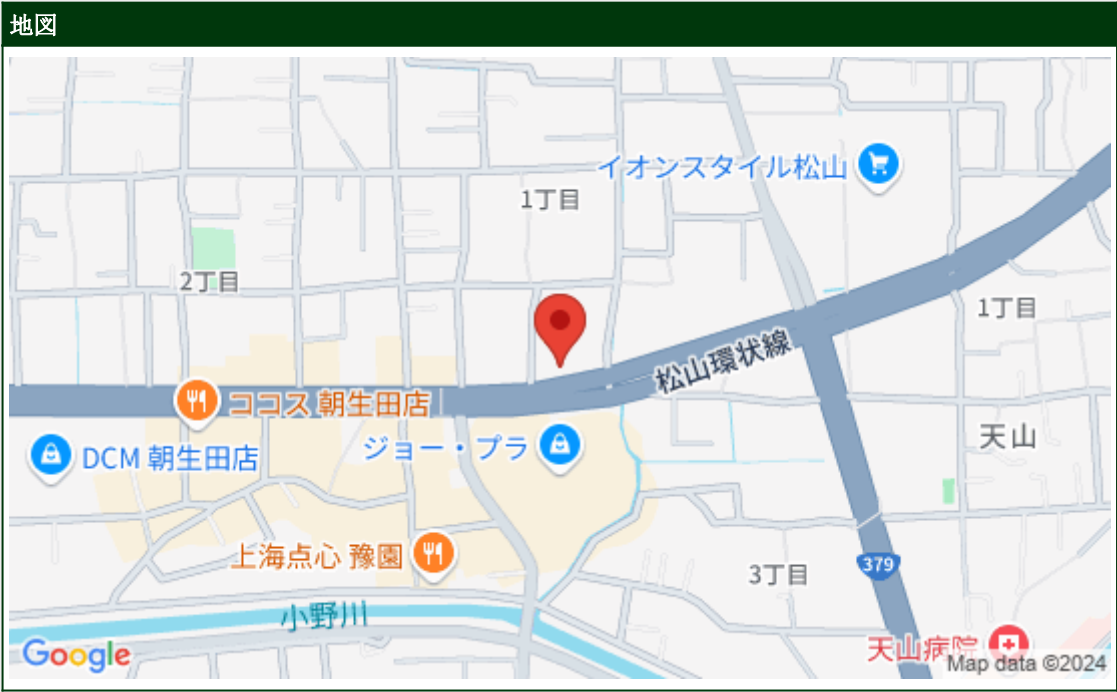 地図
イオンスタイル松山
1丁目
2丁目
1丁目
松山環状線
ココス 朝生田店
天山
ジョー・プラ
DCM 朝生田店
上海点心 豫園
379
3丁目
小野川
天山病院
Google
Map data ©2024